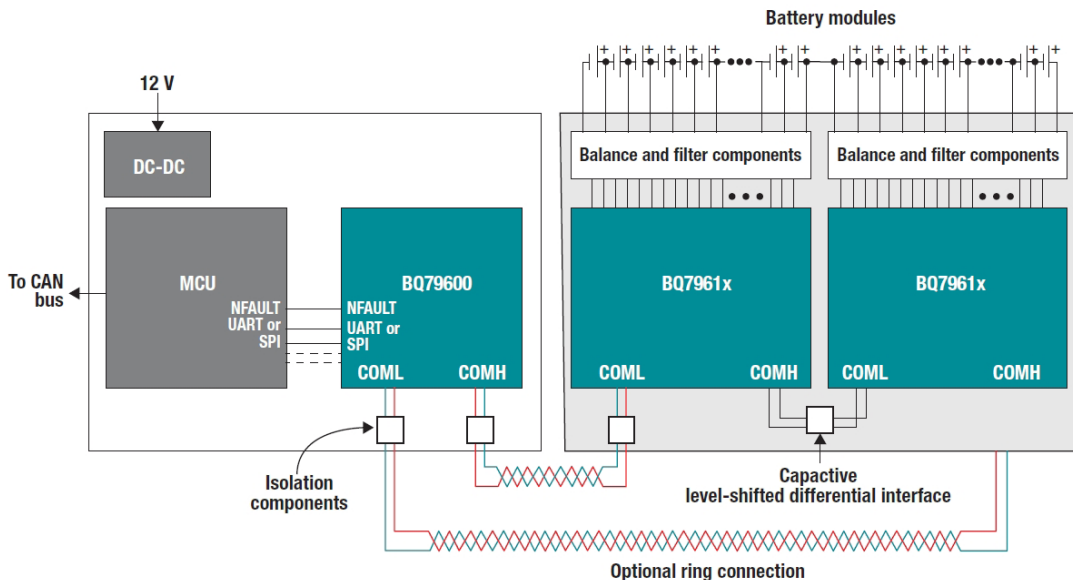 Battery modules
12 V
DC-DC
Balance and filter components
Balance and filter components
To CAN
bus
MCU
BQ79600
BQ7961x
BQ7961x
NFAULT
UART or
SPI
NFAULT
UART or
SPI
COML
COMH
COML
COMH
COML
COMH
Isolation
components
Capactive
level-shifted differential interface
Optional ring connection